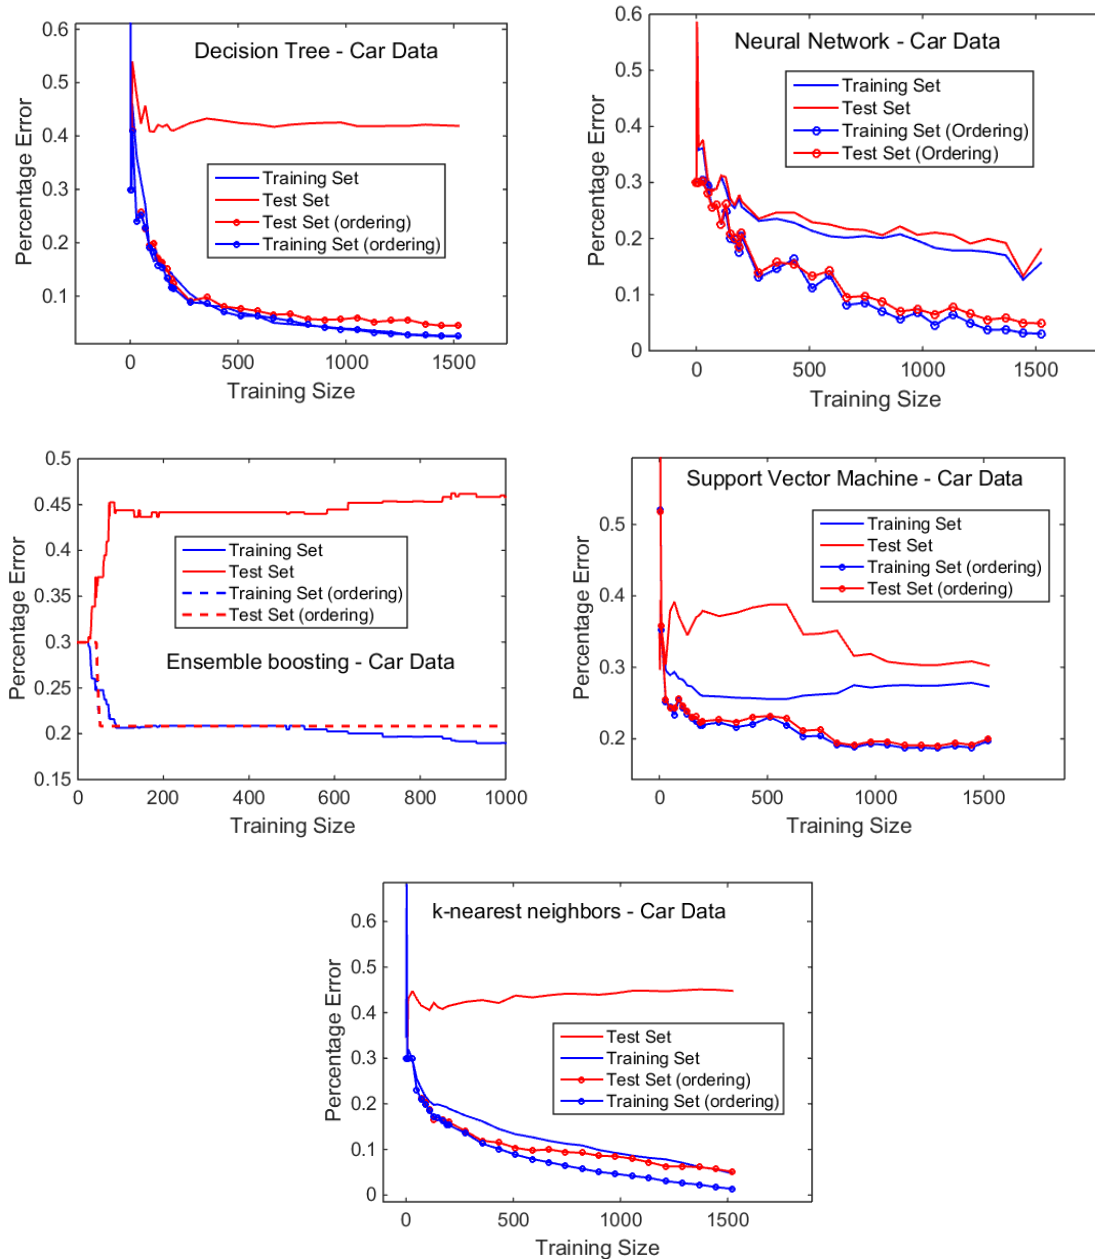 Decision Tree - Car Data
Percentage Error
0.6
0.5
0.4
0.3
0.2
0.1
Training Set
Test Set
Test Set (ordering)
Training Set (ordering)
0
500
1000
1500
Training Size
Neural Network - Car Data
Percentage Error
0.6
0.5
0.4
0.3
0.2
0.1
0
Training Set
Test Set
Training Set (Ordering)
Test Set (Ordering)
0
500
1000
1500
Training Size
Percentage Error
0.5
0.45
0.4
0.35
0.3
0.25
0.2
0.15
Training Set
Test Set
Training Set (ordering)
Test Set (ordering)
Ensemble boosting - Car Data
0
200
400
600
800
1000
Training Size
Support Vector Machine - Car Data
Percentage Error
0.5
0.4
0.3
0.2
Training Set
Test Set
Training Set (ordering)
Test Set (ordering)
0
500
1000
1500
Training Size
k-nearest neighbors - Car Data
Percentage Error
0.6
0.5
0.4
0.3
0.2
0.1
0
Test Set
Training Set
Test Set (ordering)
Training Set (ordering)
0
500
1000
1500
Training Size